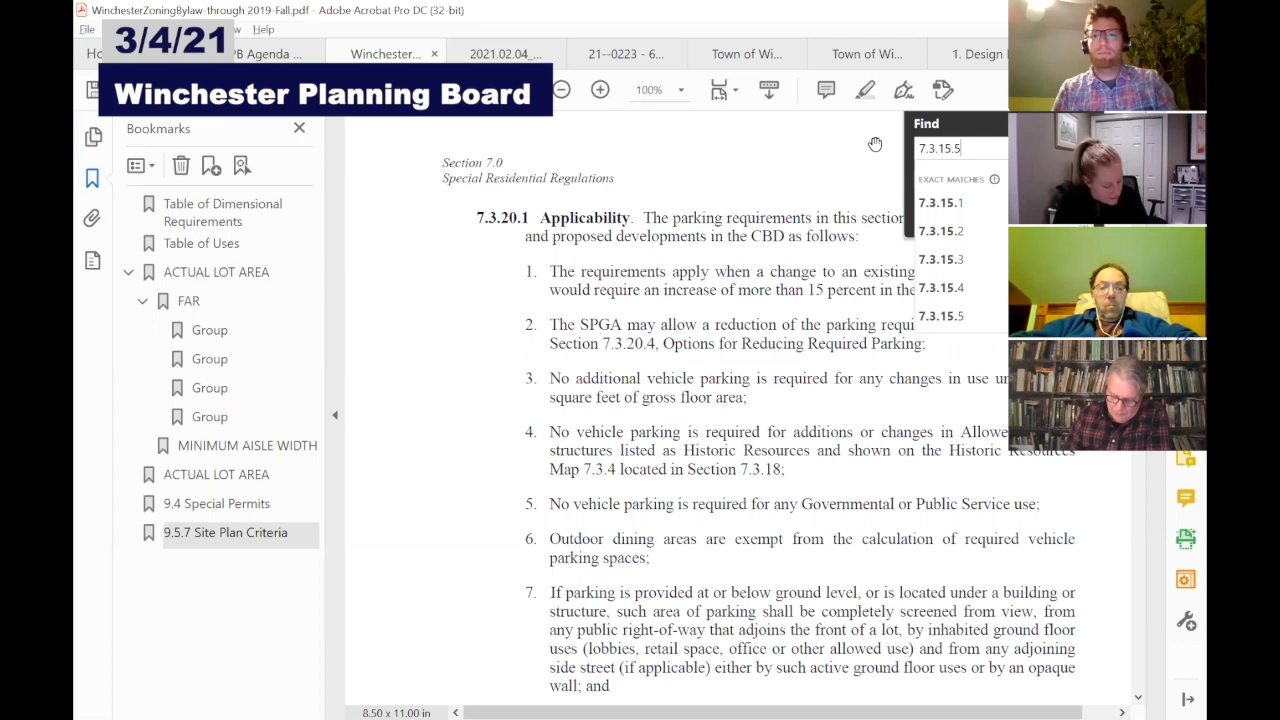 WinchesterZoningBylaw-through 2019-Fall.pdf - Adobe Acrobat Pro DC (32-bit)
File
Help
3/4/21
Winchester Planning Board
PB Agenda ...
Winchester...
2021.02.04_...
21--0223 - 6...
Town of Wi...
Town of Wi...
1. Design
100%
Bookmarks
Table of Dimensional
Requirements
Table of Uses
ACTUAL LOT AREA
FAR
Group
Group
Group
Group
MINIMUM AISLE WIDTH
ACTUAL LOT AREA
9.4 Special Permits
9.5.7 Site Plan Criteria
Find
7.3.15.5
EXACT MATCHES
7.3.15.1
7.3.15.2
7.3.15.3
7.3.15.4
7.3.15.5
Section 7.0
Special Residential Regulations
7.3.20.1 Applicability. The parking requirements in this section
and proposed developments in the CBD as follows:
1. The requirements apply when a change to an existing
would require an increase of more than 15 percent in the
2. The SPGA may allow a reduction of the parking requi
Section 7.3.20.4, Options for Reducing Required Parking;
3. No additional vehicle parking is required for any changes in use un
square feet of gross floor area;
4. No vehicle parking is required for additions or changes in Allowe
structures listed as Historic Resources and shown on the Historic Resources
Map 7.3.4 located in Section 7.3.18;
5. No vehicle parking is required for any Governmental or Public Service use;
6. Outdoor dining areas are exempt from the calculation of required vehicle
parking spaces;
7. If parking is provided at or below ground level, or is located under a building or
structure, such area of parking shall be completely screened from view, from
any public right-of-way that adjoins the front of a lot, by inhabited ground floor
uses (lobbies, retail space, office or other allowed use) and from any adjoining
side street (if applicable) either by such active ground floor uses or by an opaque
wall; and
8.50 x 11.00 in